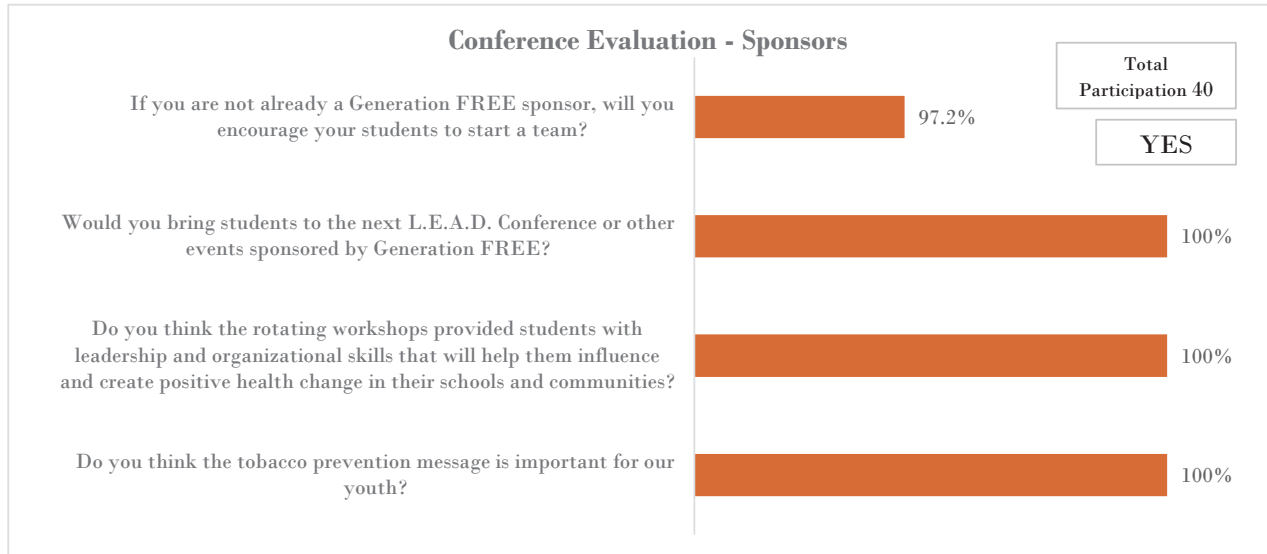 Conference Evaluation - Sponsors
Total
Participation 40
YES
If you are not already a Generation FREE sponsor, will you
encourage your students to start a team?
97.2%
Would you bring students to the next L.E.A.D. Conference or other
events sponsored by Generation FREE?
100%
Do you think the rotating workshops provided students with
leadership and organizational skills that will help them influence
and create positive health change in their schools and communities?
100%
Do you think the tobacco prevention message is important for our
youth?
100%